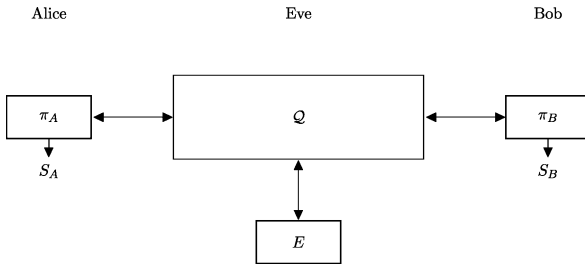 Alice Eve Bob
π_A 𝒬 π_B
S_A S_B
E